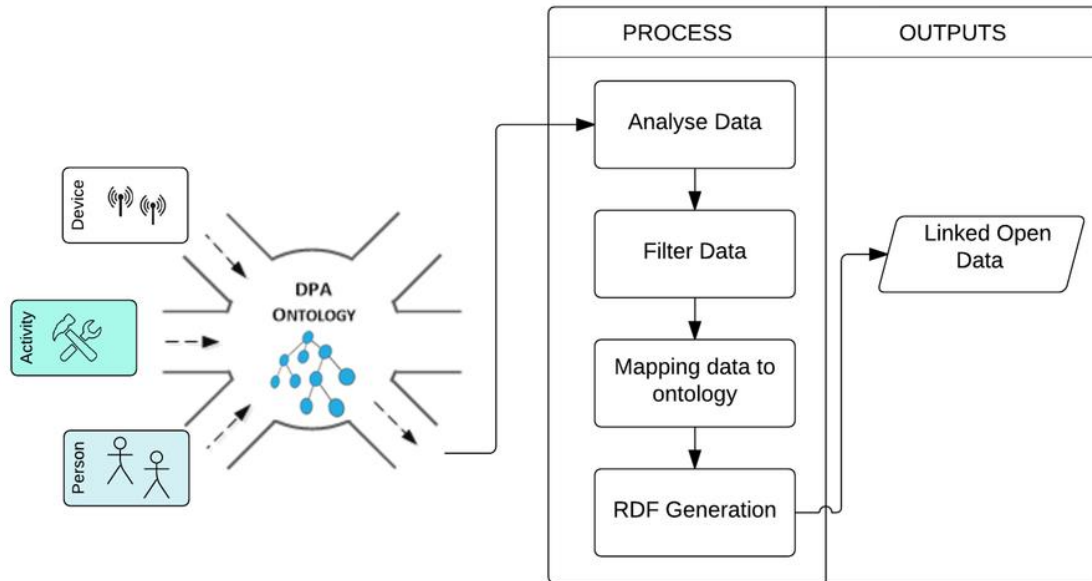 PROCESS
OUTPUTS
Analyse Data
Device
Filter Data
Linked Open
Data
DPA
ONTOLOGY
Activity
Mapping data to
ontology
Person
RDF Generation